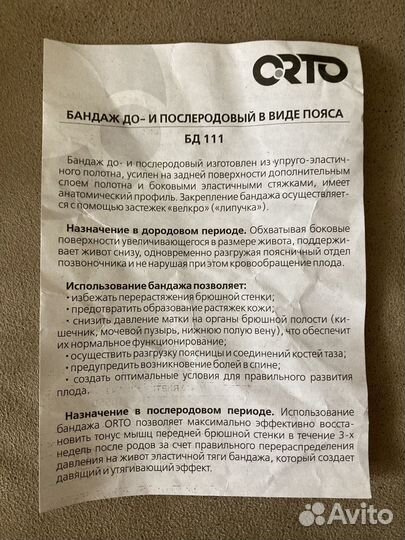 ORTO
БАНДАЖ ДО- И ПОСЛЕРОДОВЫЙ В ВИДЕ ПОЯСА
БД 111
Бандаж до- и послеродовый изготовлен из упруго-эластич-
ного полотна, усилен на задней поверхности дополнительным
слоем полотна и боковыми эластичными стяжками, имеет
анатомический профиль. Закрепление бандажа осуществляет-
ся с помощью застежек «велкро» («липучка»).
Назначение в дородовом периоде. Обхватывая боковые
поверхности увеличивающегося в размере живота, поддержи-
вает живот снизу, одновременно разгружая поясничный отдел
позвоночника и не нарушая при этом кровообращение плода.
Использование бандажа позволяет:
• избежать перерастяжения брюшной стенки;
• предотвратить образование растяжек кожи;
• снизить давление матки на органы брюшной полости (ки-
шечник, мочевой пузырь, нижнюю полую вену), что обеспечит
их нормальное функционирование;
• осуществить разгрузку поясницы и соединений костей таза;
• предупредить возникновение болей в спине;
• создать оптимальные условия для правильного развития
плода.
Назначение в послеродовом периоде. Использование
бандажа ORTO позволяет максимально эффективно восста-
новить тонус мышц передней брюшной стенки в течение 3-х
недель после родов за счет правильного перераспределения
давления на живот эластичной тяги бандажа, который создает
давящий и утягивающий эффект.
Avito